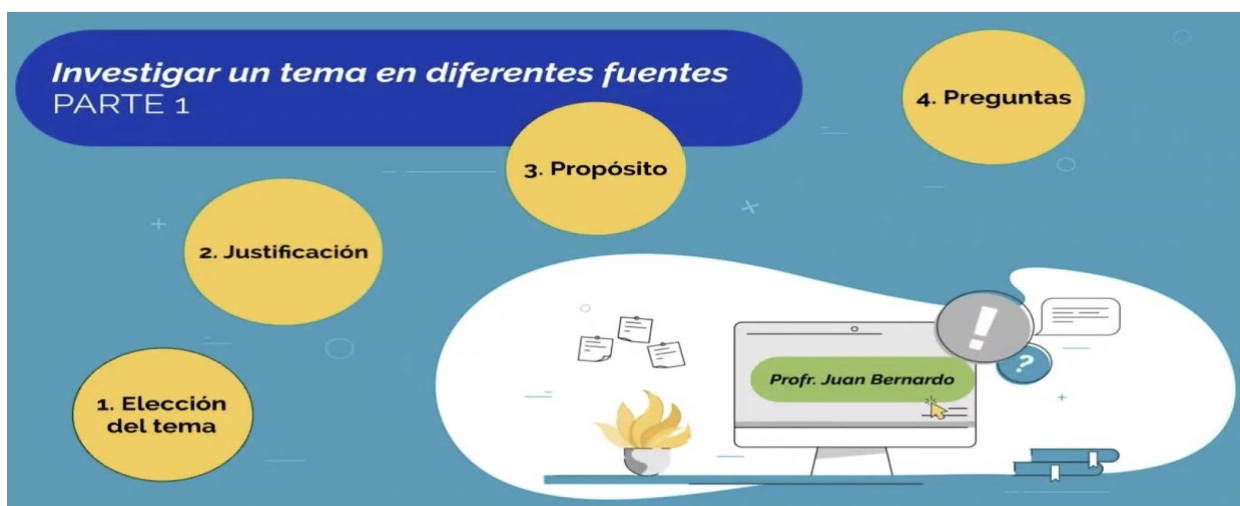 Investigar un tema en diferentes fuentes
PARTE 1
4. Preguntas
3. Propósito
2. Justificación
1. Elección
del tema
Profr. Juan Bernardo
!
?